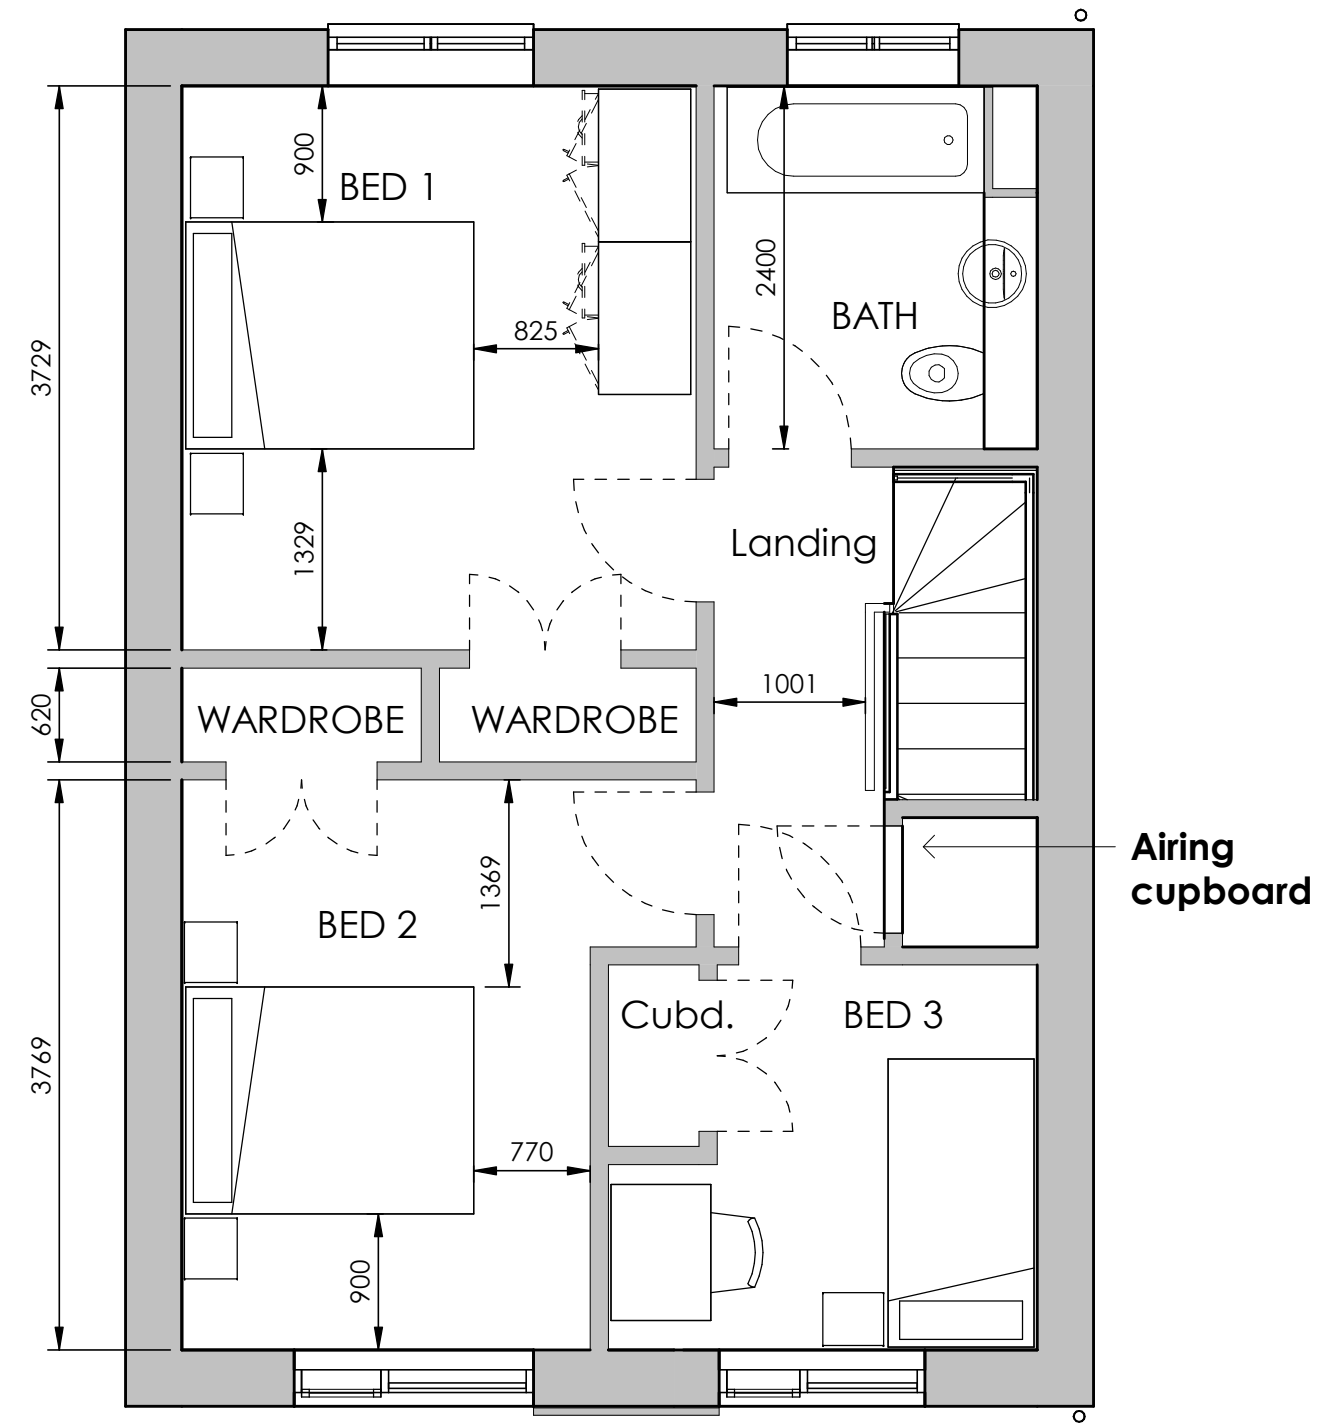 900
BED 1
2400
BATH
825
3729
1329
Landing
1001
620
WARDROBE
WARDROBE
Airing
cupboard
1369
BED 2
Cubd.
BED 3
3769
770
900